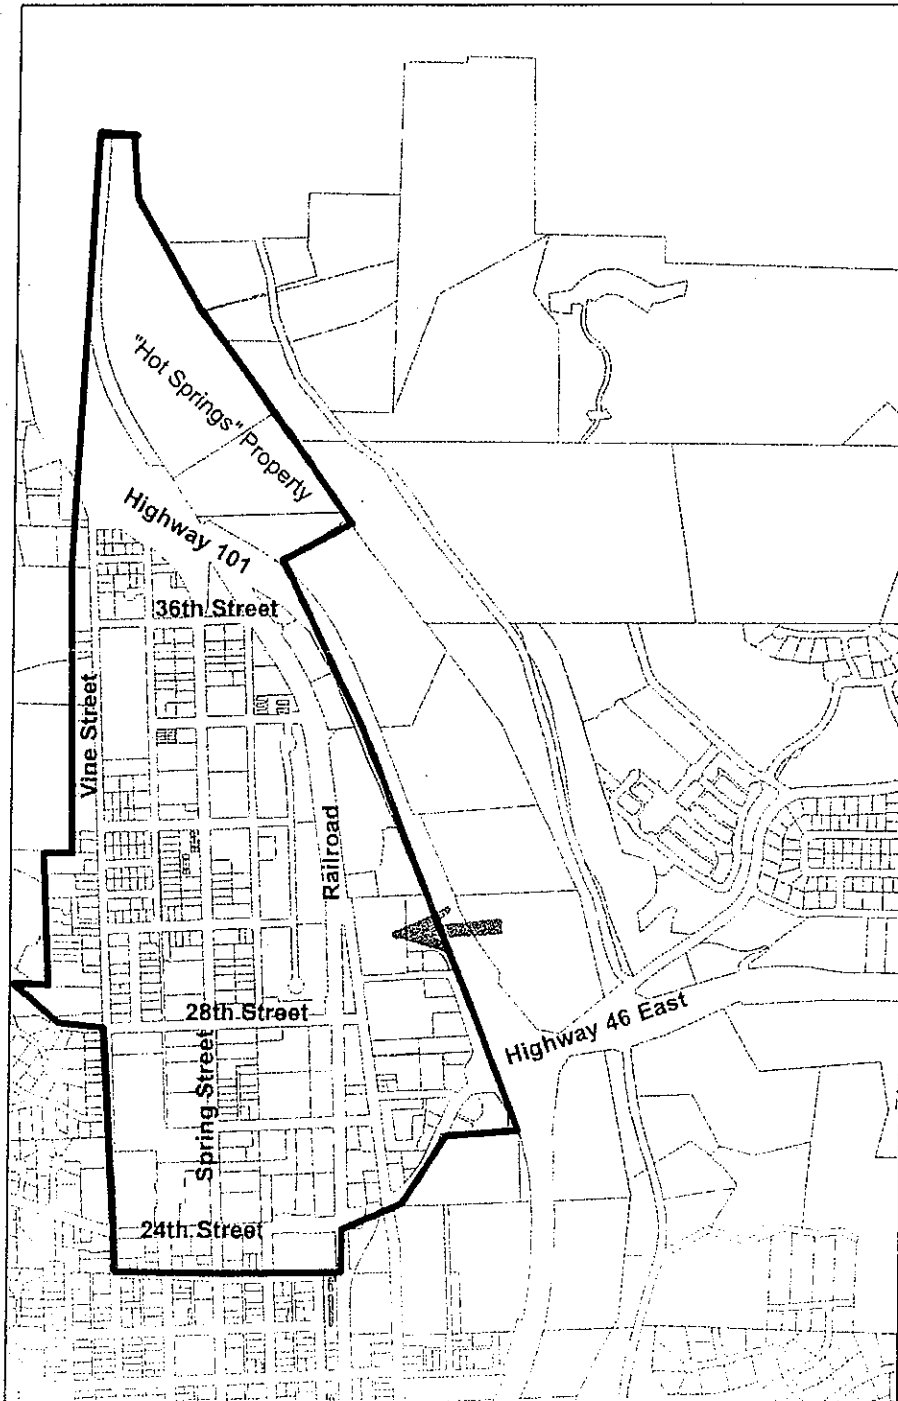 "Hot Springs" Property
Highway 101
36th Street
Vine Street
Railroad
28th Street
Highway 46 East
Spring Street
24th Street